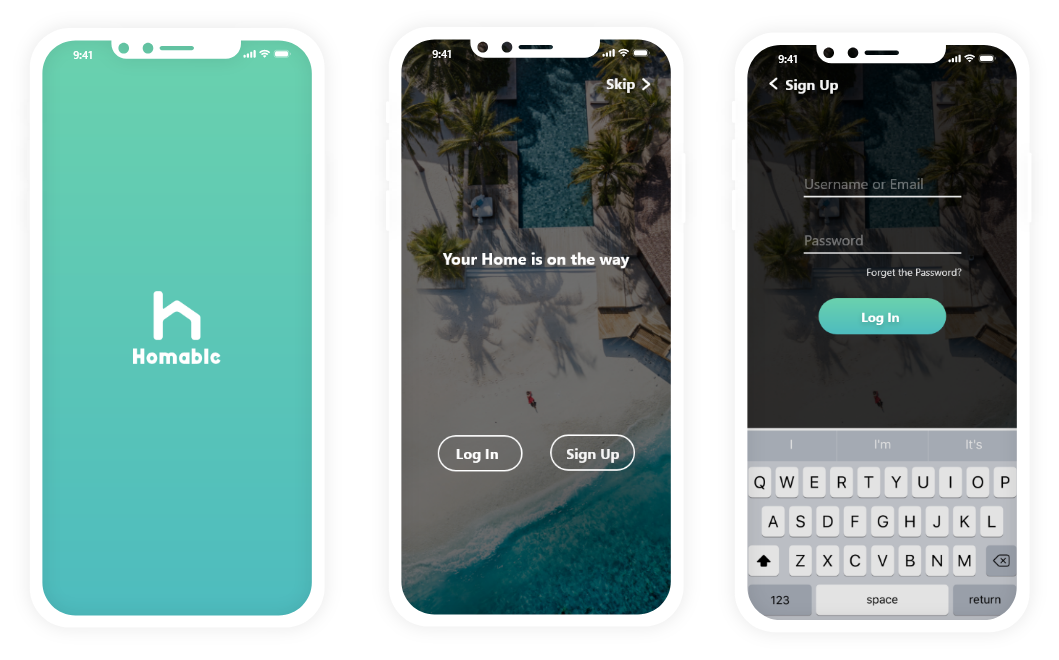 9:41
Homable
9:41
Skip
Your Home is on the way
Log In
Sign Up
9:41
Sign Up
Username or Email
Password
Forget the Password?
Log In
I I'm It's
Q W E R T Y U I O P
A S D F G H J K L
Z X C V B N M
123 space return